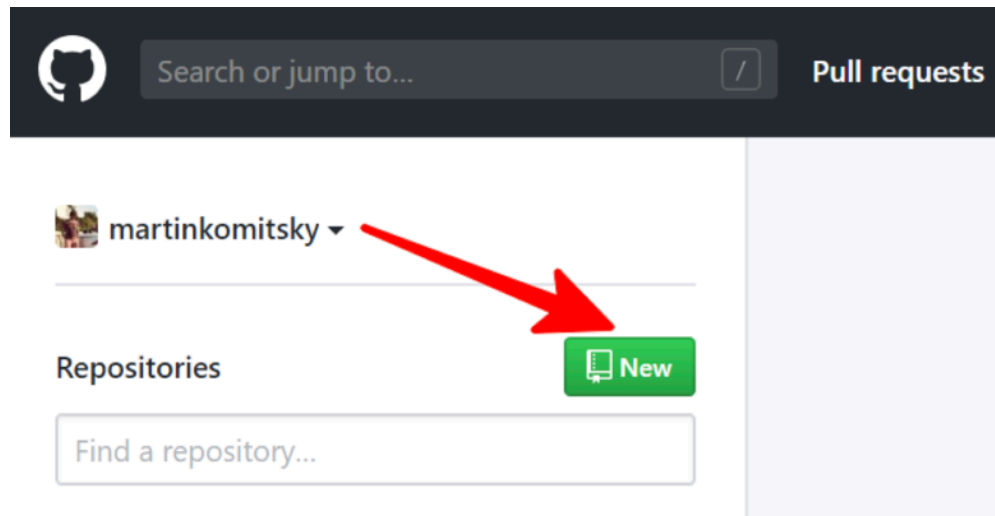 Search or jump to...
/
Pull requests
martinkomitsky
Repositories
New
Find a repository...